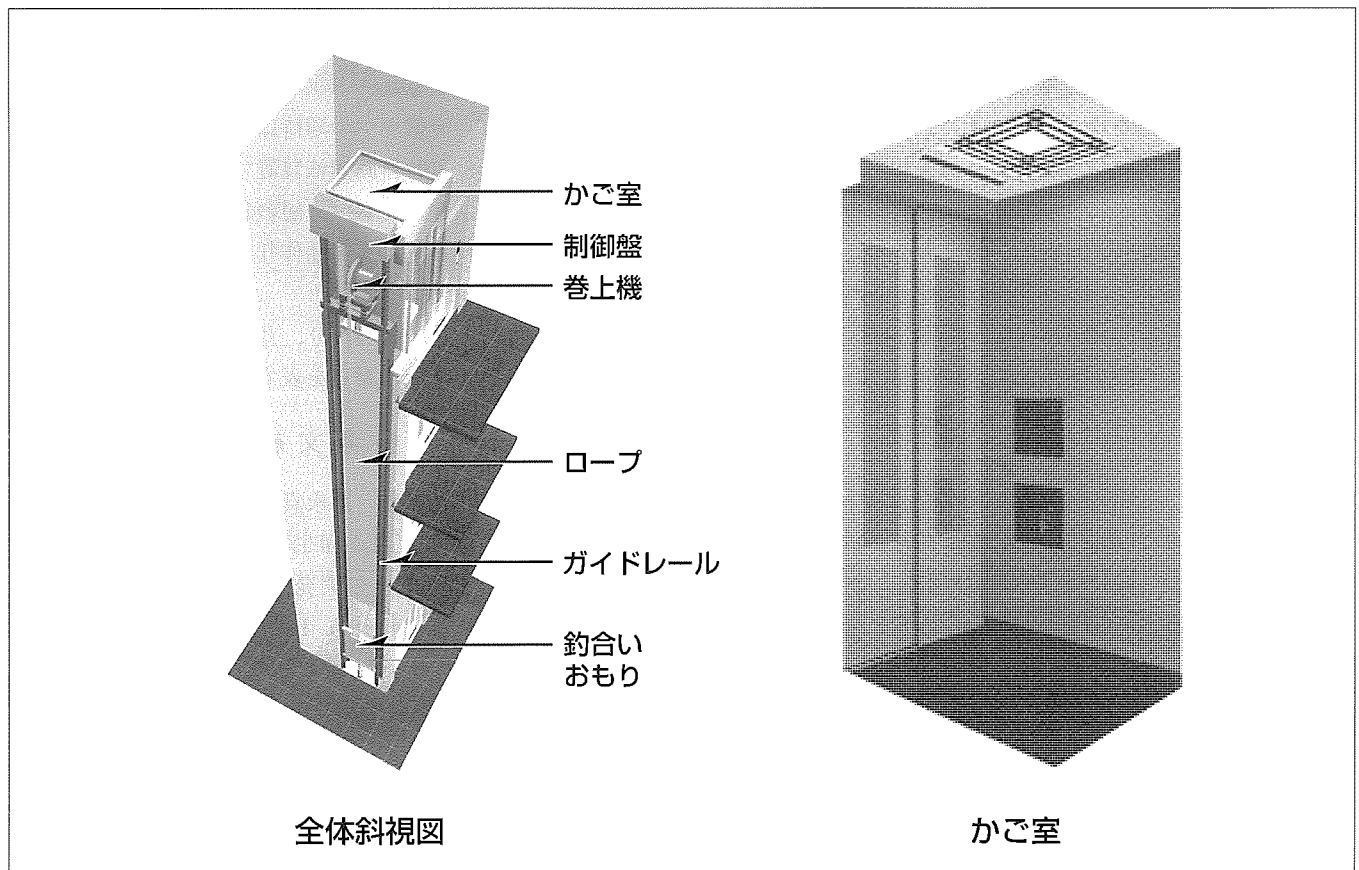 かご室
制御盤
巻上機
ロープ
ガイドレール
釣合い
おもり
全体斜視図
かご室